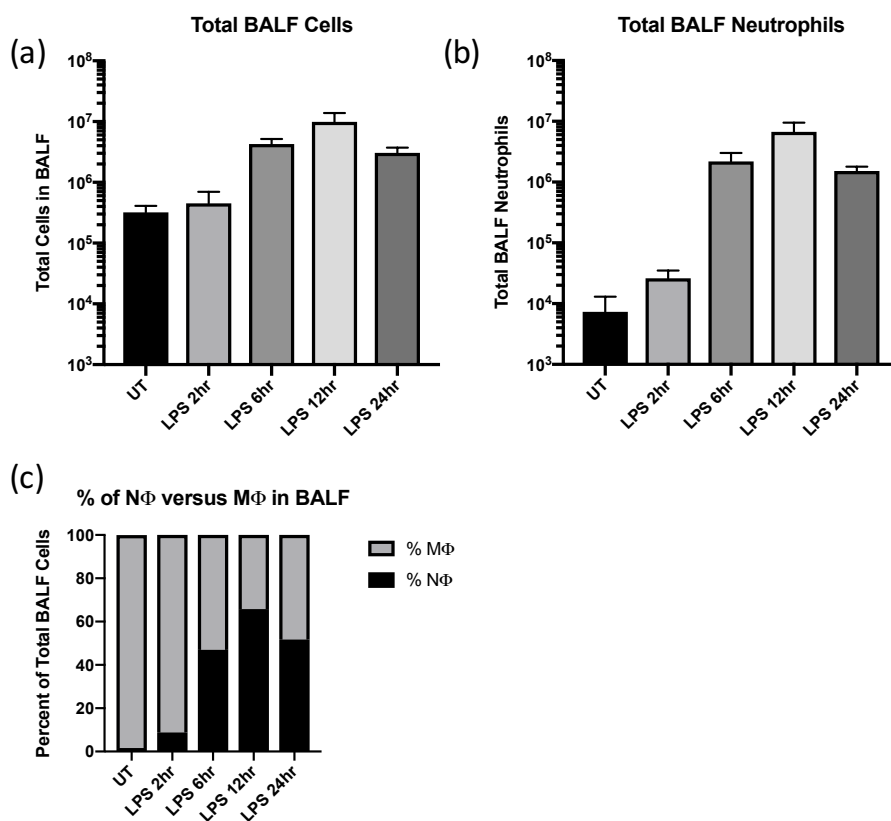 Total BALF Cells
(a)
Total Cells in BALF
10⁸
10⁷
10⁶
10⁵
10⁴
10³
UT
LPS 2hr
LPS 6hr
LPS 12hr
LPS 24hr
Total BALF Neutrophils
(b)
Total BALF Neutrophils
10⁸
10⁷
10⁶
10⁵
10⁴
10³
UT
LPS 2hr
LPS 6hr
LPS 12hr
LPS 24hr
(c)
% of NΦ versus MΦ in BALF
Percent of Total BALF Cells
100
80
60
40
20
0
UT
LPS 2hr
LPS 6hr
LPS 12hr
LPS 24hr
% MΦ
% NΦ